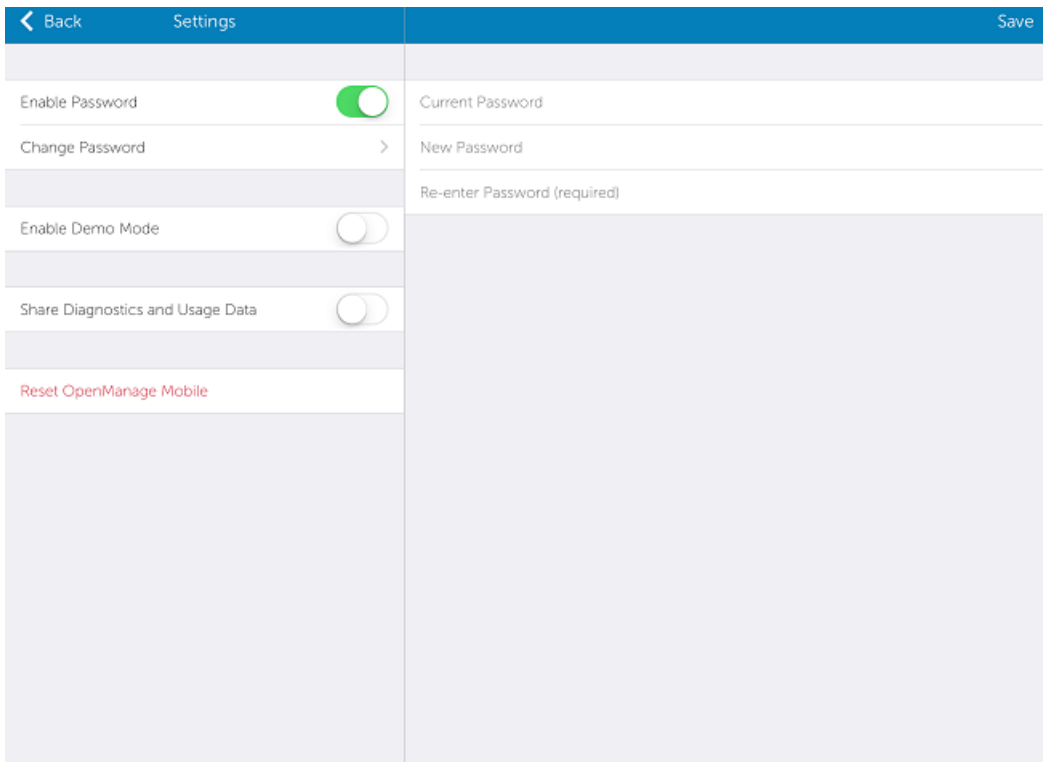 Back
Settings
Save
Enable Password
Change Password
Enable Demo Mode
Share Diagnostics and Usage Data
Reset OpenManage Mobile
Current Password
New Password
Re-enter Password (required)